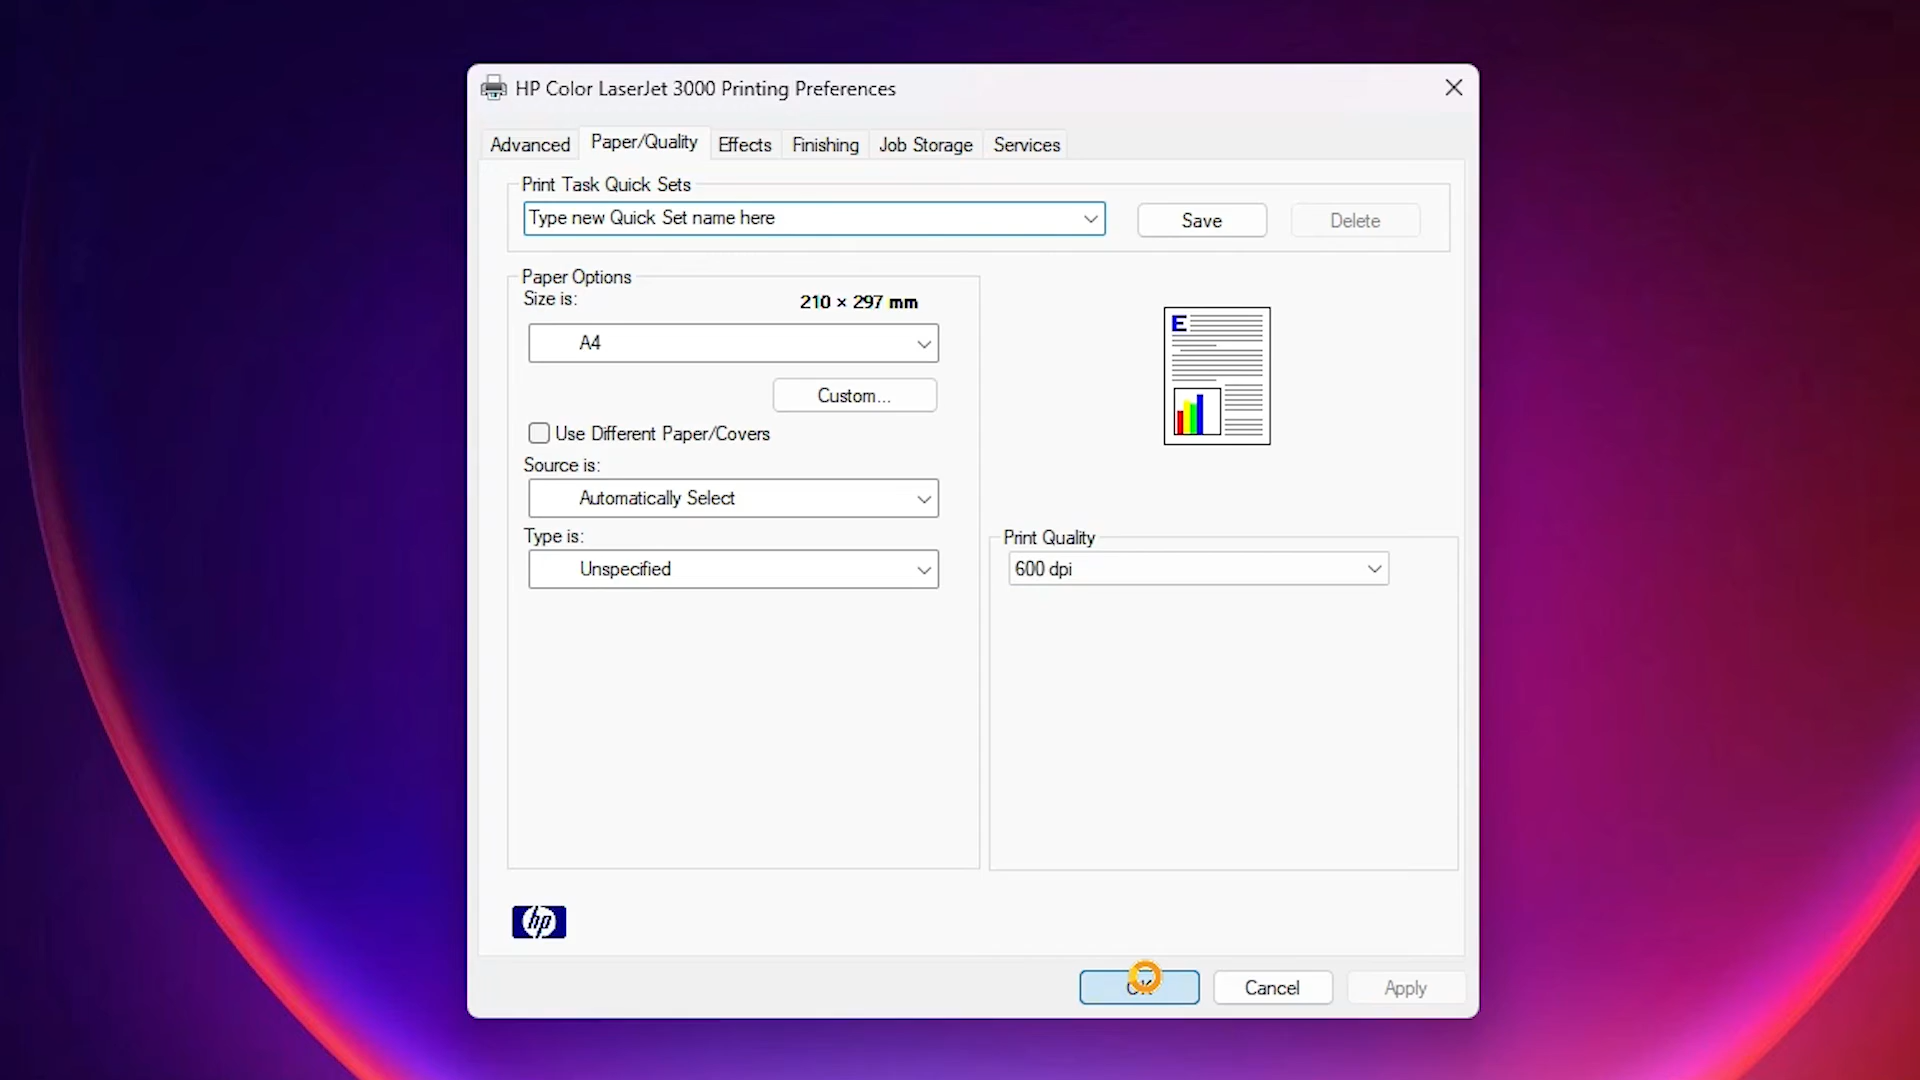 HP Color LaserJet 3000 Printing Preferences
Advanced Paper/Quality Effects Finishing Job Storage Services
Print Task Quick Sets
Type new Quick Set name here Save Delete
Paper Options
Size is: 210 × 297 mm
A4
Custom...
Use Different Paper/Covers
Source is:
Automatically Select
Type is:
Unspecified
E
Print Quality
600 dpi
hp
OK Cancel Apply